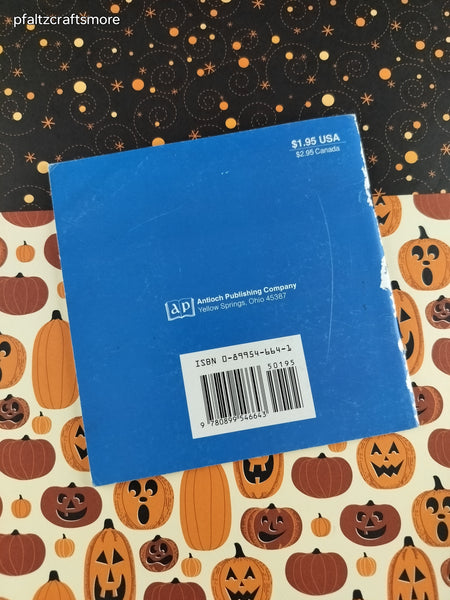 pfaltzcraftsmore
$1.95 USA
$2.95 Canada
ap
Antioch Publishing Company
Yellow Springs, Ohio 45387
ISBN 0-89954-664-1
50195
9 780899 546643